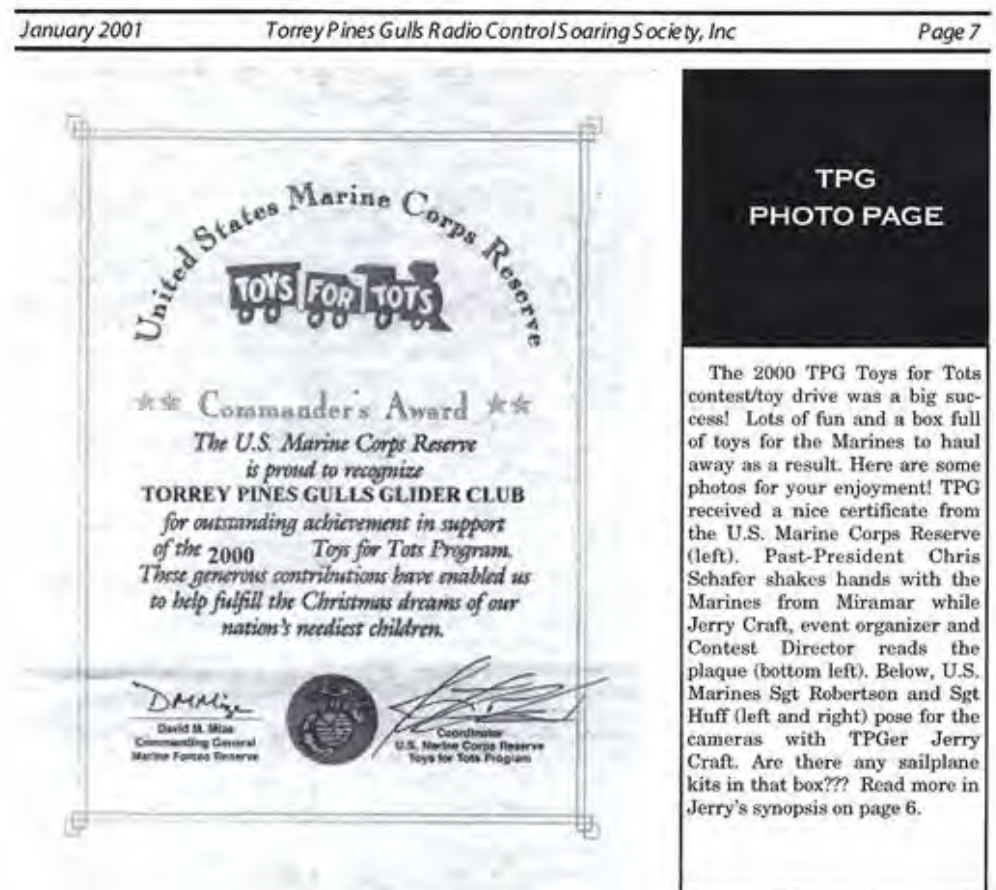 January 2001 Torrey Pines Gulls Radio Control Soaring Society, Inc Page 7
United States Marine Corps Reserve
TOYS FOR TOTS
Commander's Award
The U.S. Marine Corps Reserve
is proud to recognize
TORREY PINES GULLS GLIDER CLUB
for outstanding achievement in support
of the 2000 Toys for Tots Program.
These generous contributions have enabled us
to help fulfill the Christmas dreams of our
nation's neediest children.
David M. Mize
Commanding General
Marine Forces Reserve
Coordinator
U.S. Marine Corps Reserve
Toys for Tots Program
TPG
PHOTO PAGE
The 2000 TPG Toys for Tots
contest/toy drive was a big suc-
cess! Lots of fun and a box full
of toys for the Marines to haul
away as a result. Here are some
photos for your enjoyment! TPG
received a nice certificate from
the U.S. Marine Corps Reserve
(left). Past-President Chris
Schafer shakes hands with the
Marines from Miramar while
Jerry Craft, event organizer and
Contest Director reads the
plaque (bottom left). Below, U.S.
Marines Sgt Robertson and Sgt
Huff (left and right) pose for the
cameras with TPGer Jerry
Craft. Are there any sailplane
kits in that box??? Read more in
Jerry's synopsis on page 6.